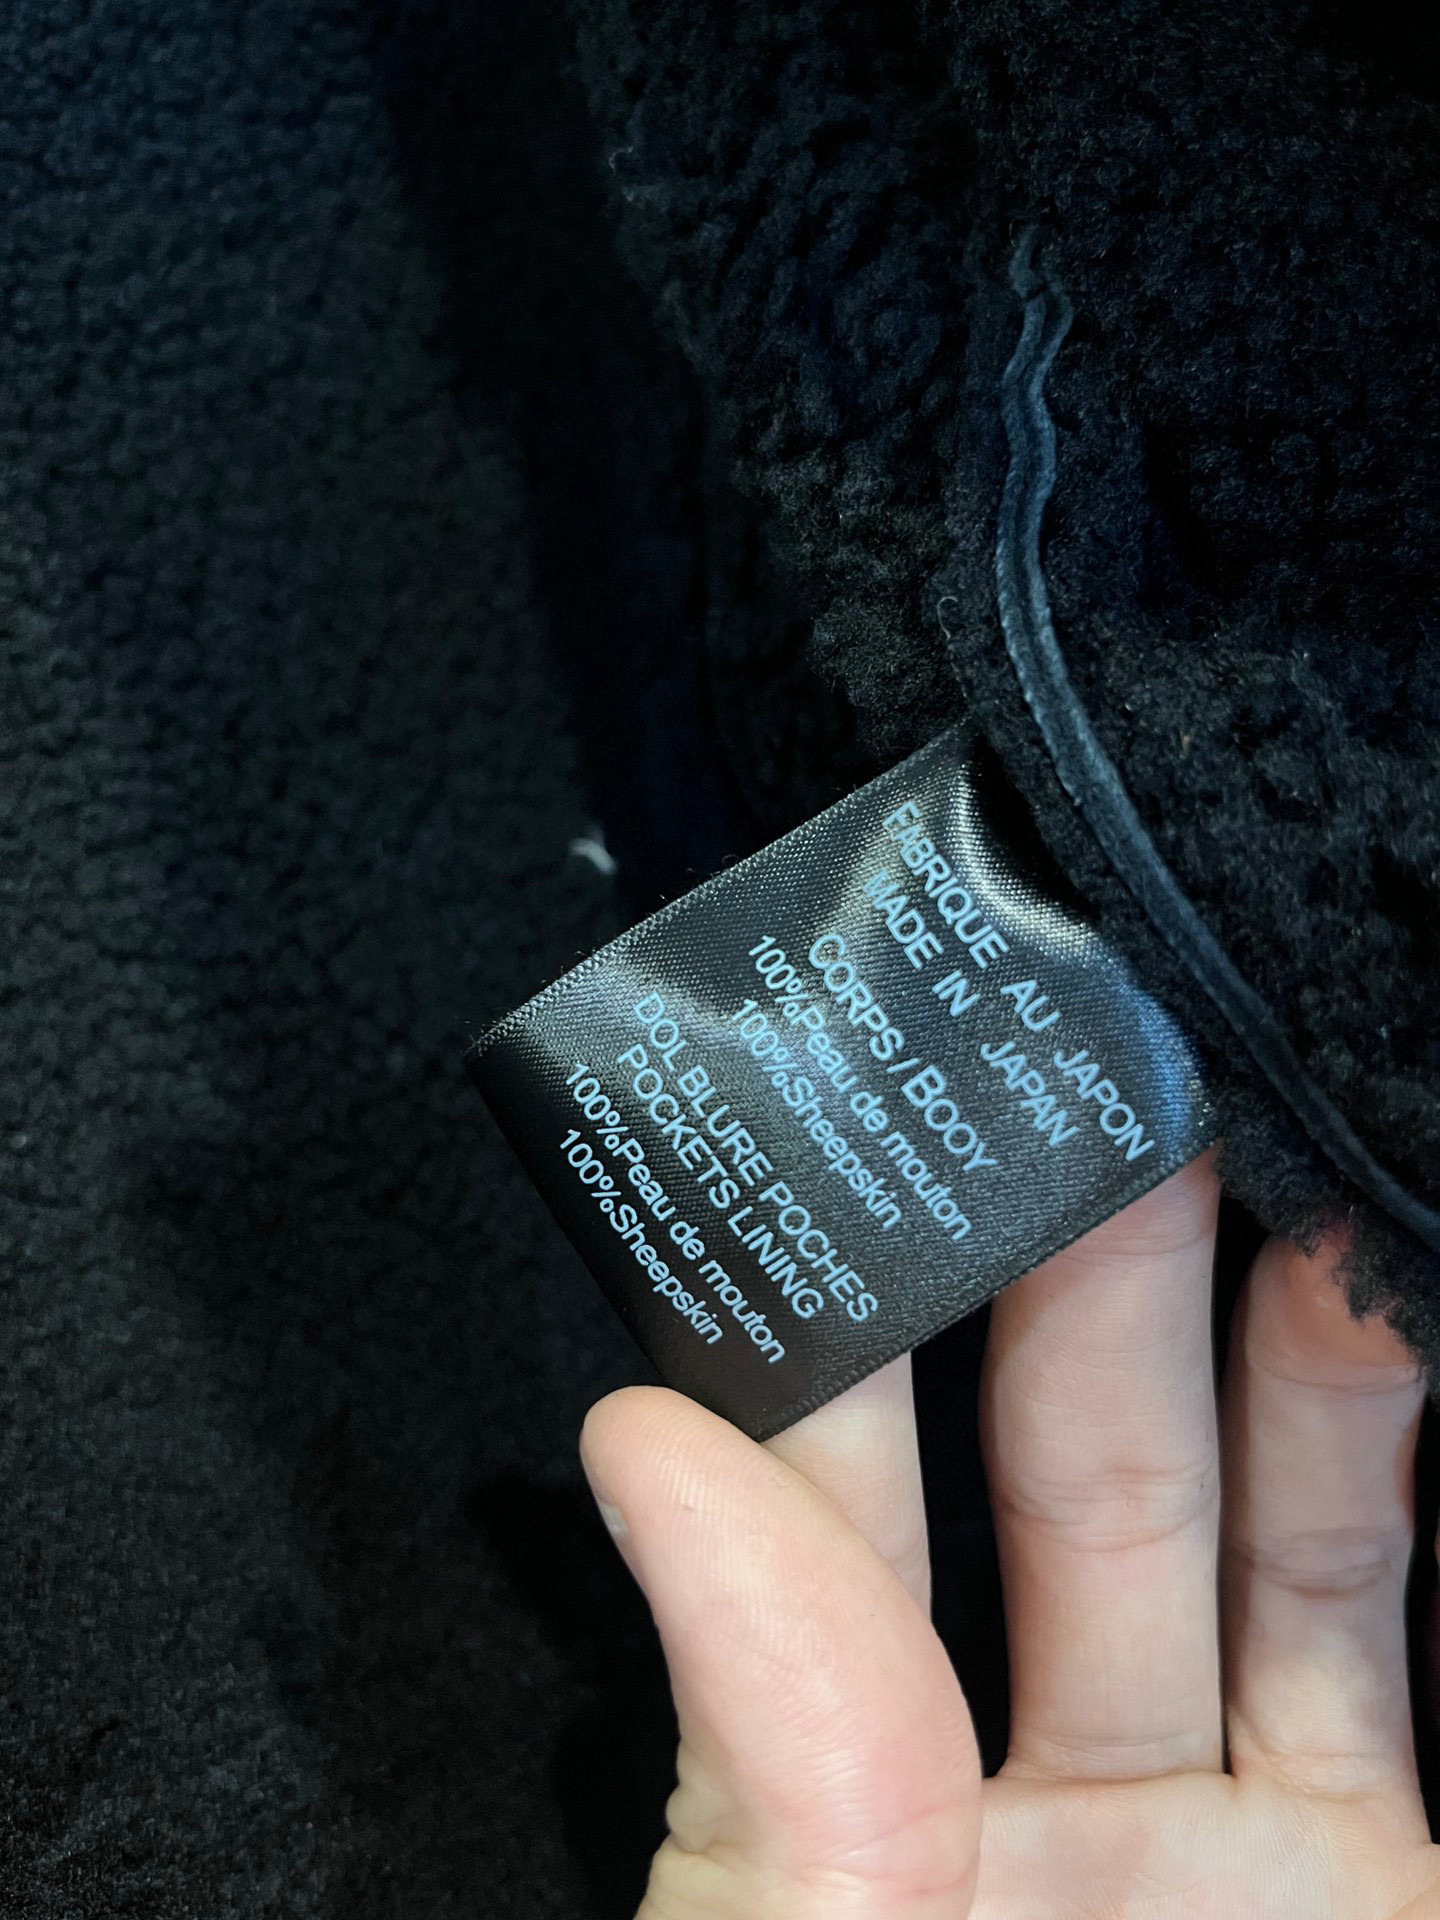 FABRIQUE AU JAPON
MADE IN JAPAN
CORPS / BOOY
100%Peau de mouton
100%Sheepskin
DOL BLURE POCHES
POCKETS LINING
100%Peau de mouton
100%Sheepskin